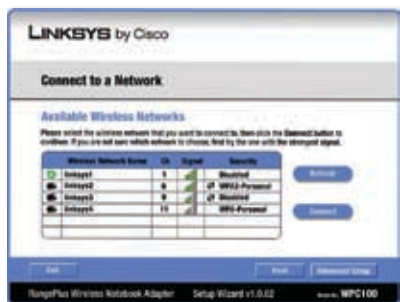 LINKSYS by Cisco
Connect to a Network
Available Wireless Networks
Please select the wireless network that you want to connect to, then click the Connect button to
continue. If you are not sure which network to choose, first try the one with the strongest signal.
Wireless Network Name Ch Signal Security
linksys1 1 Disabled
linksys2 6 WPA2-Personal
linksys3 9 Disabled
linksys4 11 WPA-Personal
Refresh
Connect
Exit
Back Advanced Setup
RangePlus Wireless Notebook Adapter Setup Wizard v1.0.02 WPC100